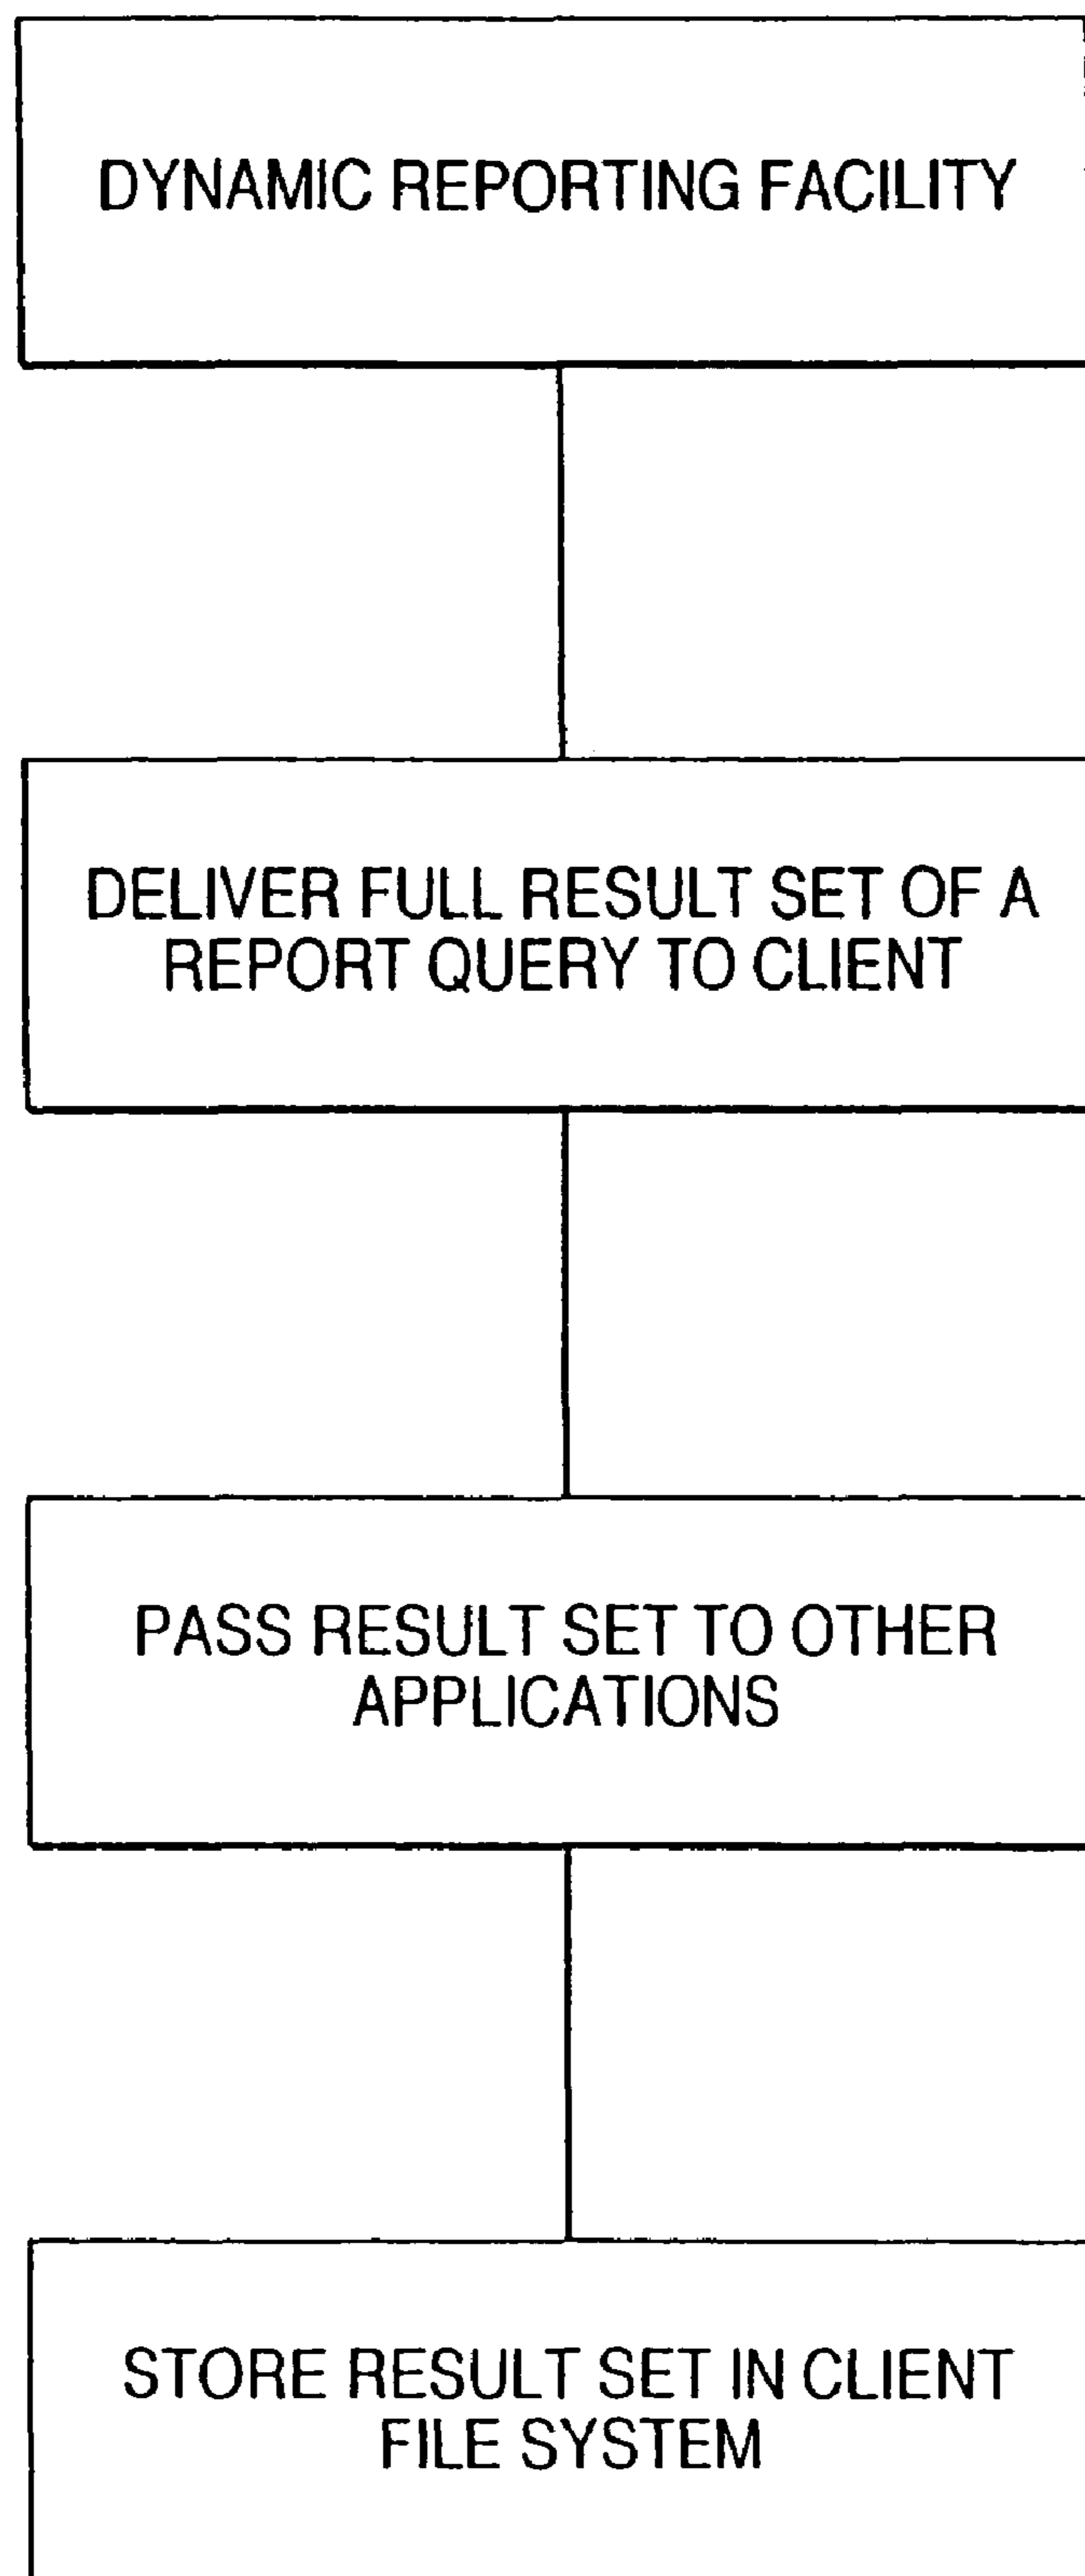 DYNAMIC REPORTING FACILITY
DELIVER FULL RESULT SET OF A
REPORT QUERY TO CLIENT
PASS RESULT SET TO OTHER
APPLICATIONS
STORE RESULT SET IN CLIENT
FILE SYSTEM